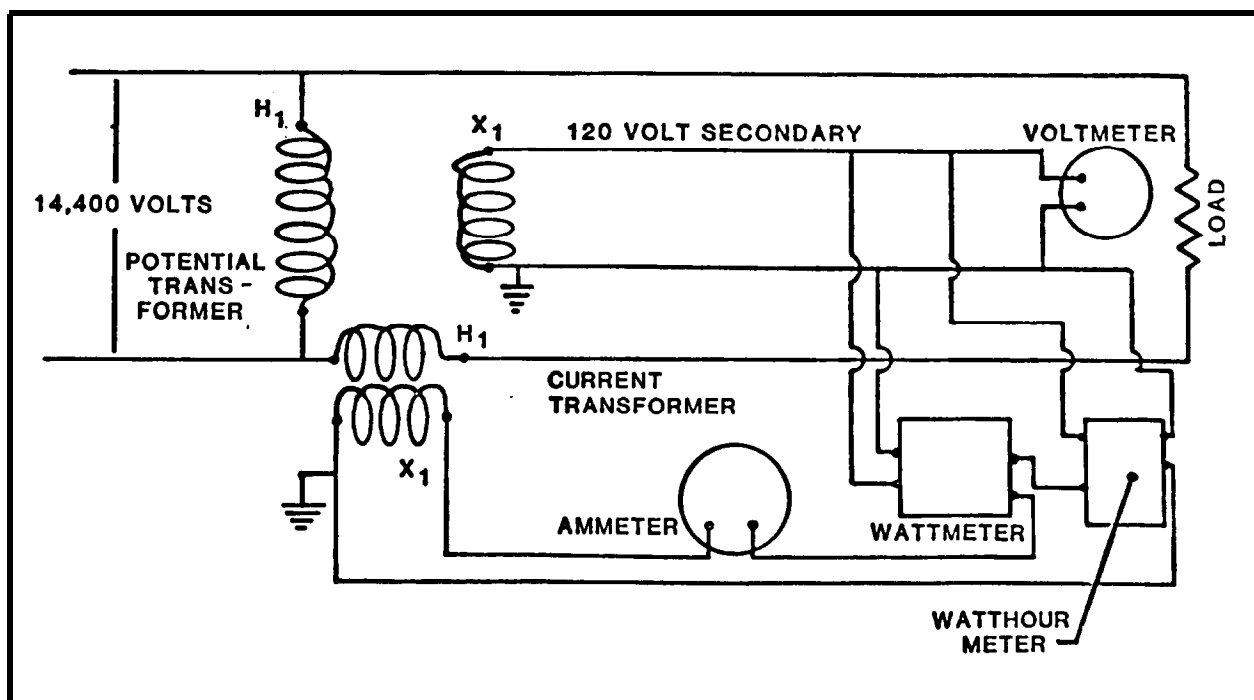 H1
X1
120 VOLT SECONDARY
VOLTMETER
14,400 VOLTS
LOAD
POTENTIAL
TRANS-
FORMER
H1
CURRENT
TRANSFORMER
X1
AMMETER
WATTMETER
WATTHOUR
METER